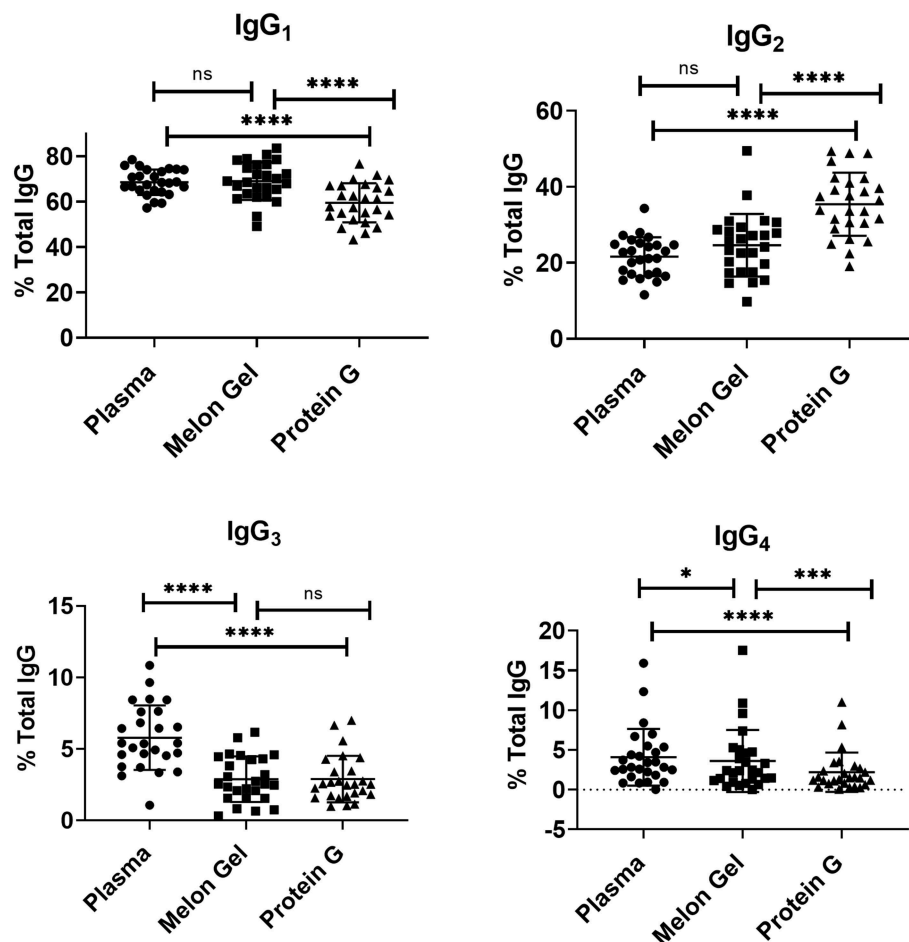 IgG1
ns
****
****
% Total IgG
80
60
40
20
0
Plasma
Melon Gel
Protein G
IgG2
ns
****
****
% Total IgG
60
40
20
0
Plasma
Melon Gel
Protein G
IgG3
****
ns
****
% Total IgG
15
10
5
0
Plasma
Melon Gel
Protein G
IgG4
*
***
****
% Total IgG
20
15
10
5
0
-5
Plasma
Melon Gel
Protein G